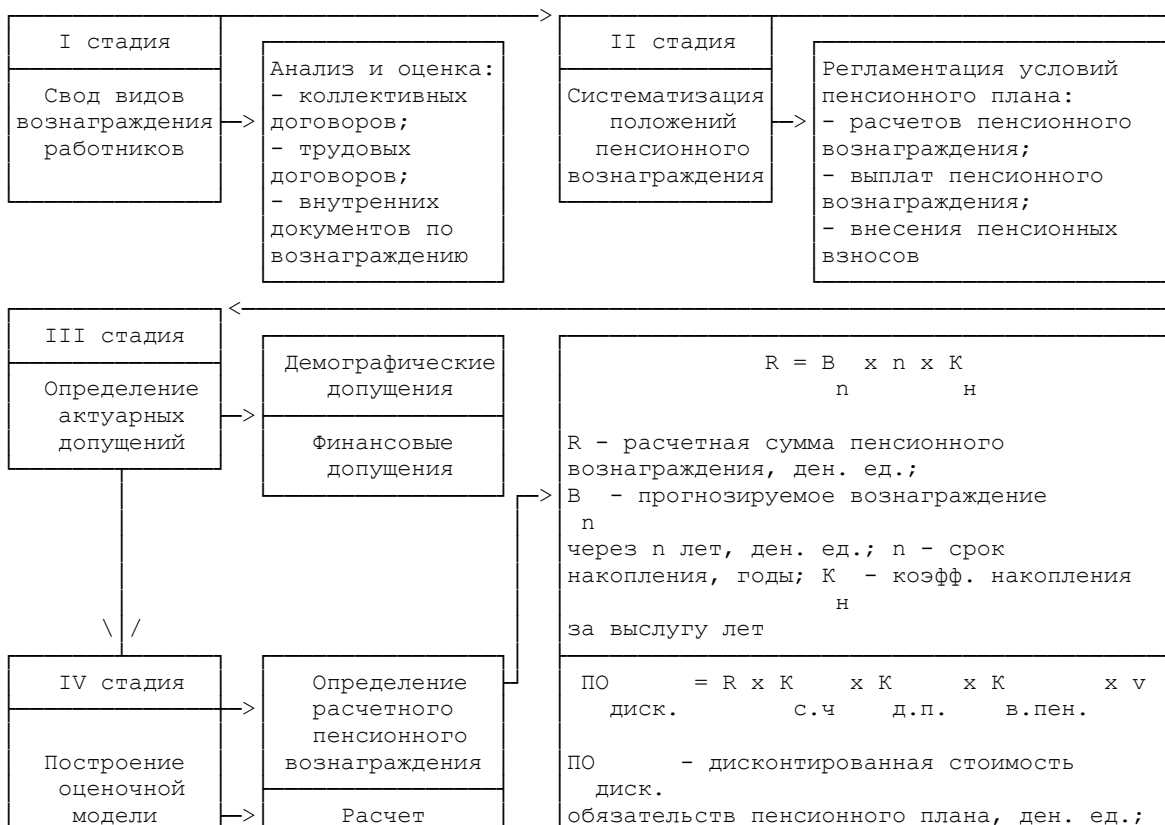 I стадия
Свод видов
вознаграждения
работников
Анализ и оценка:
- коллективных
договоров;
- трудовых
договоров;
- внутренних
документов по
вознаграждению
II стадия
Систематизация
положений
пенсионного
вознаграждения
Регламентация условий
пенсионного плана:
- расчетов пенсионного
вознаграждения;
- выплат пенсионного
вознаграждения;
- внесения пенсионных
взносов
III стадия
Определение
актуарных
допущений
Демографические
допущения
Финансовые
допущения
R = B x n x К
n н
R - расчетная сумма пенсионного
вознаграждения, ден. ед.;
B - прогнозируемое вознаграждение
n
через n лет, ден. ед.; n - срок
накопления, годы; К - коэфф. накопления
н
за выслугу лет
IV стадия
Построение
оценочной
модели
Определение
расчетного
пенсионного
вознаграждения
Расчет
ПО = R x К x К x К x v
диск. с.ч д.п. в.пен.
ПО - дисконтированная стоимость
диск.
обязательств пенсионного плана, ден. ед.;